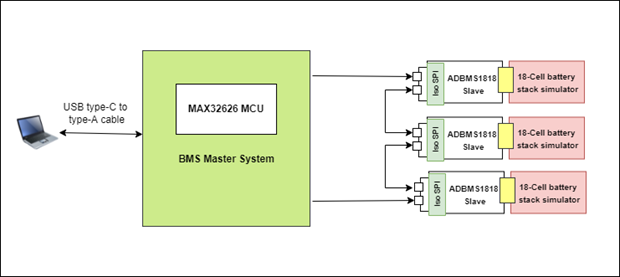 USB type-C to
type-A cable
MAX32626 MCU
BMS Master System
Iso SPI
ADBMS1818
Slave
18-Cell battery
stack simulator
Iso SPI
ADBMS1818
Slave
18-Cell battery
stack simulator
Iso SPI
ADBMS1818
Slave
18-Cell battery
stack simulator